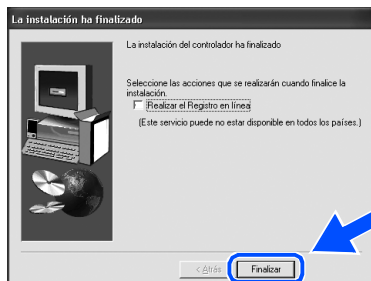 La instalación ha finalizado
La instalación del controlador ha finalizado
Seleccione las acciones que se realizarán cuando finalice la
instalación.
Realizar el Registro en línea
(Este servicio puede no estar disponible en todos los países.)
< Atrás
Finalizar